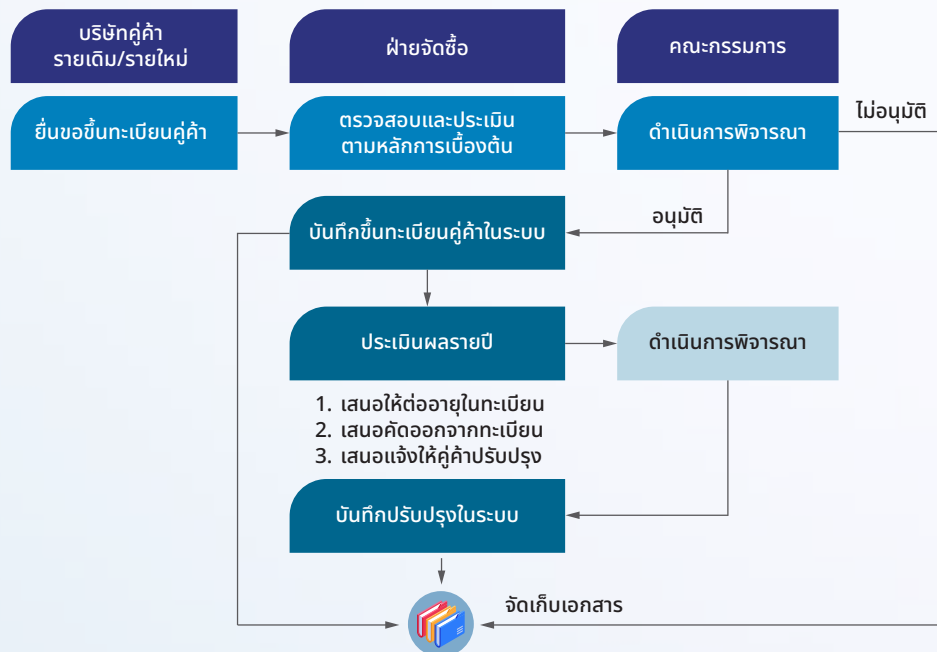 บริษัทคู่ค้า
รายเดิม/รายใหม่
ฝ่ายจัดซื้อ
คณะกรรมการ
ยื่นขอขึ้นทะเบียนคู่ค้า
ตรวจสอบและประเมิน
ตามหลักการเบื้องต้น
ดำเนินการพิจารณา
ไม่อนุมัติ
อนุมัติ
บันทึกขึ้นทะเบียนคู่ค้าในระบบ
ประเมินผลรายปี
ดำเนินการพิจารณา
1. เสนอให้ต่ออายุในทะเบียน
2. เสนอคัดออกจากทะเบียน
3. เสนอแจ้งให้คู่ค้าปรับปรุง
บันทึกปรับปรุงในระบบ
จัดเก็บเอกสาร